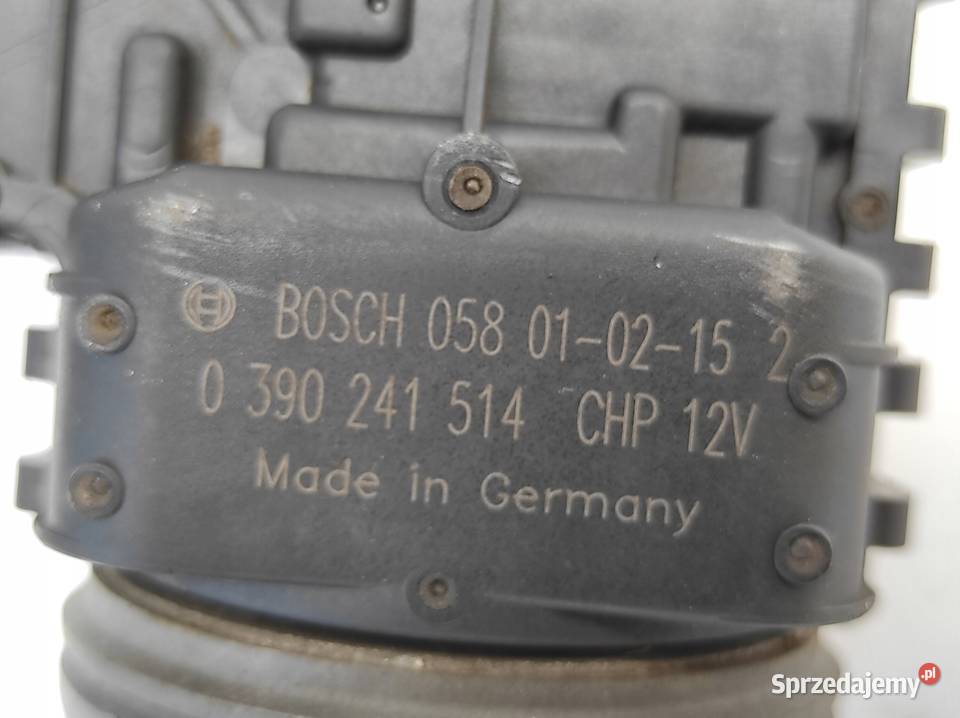 BOSCH 058 01-02-15 2
0 390 241 514 CHP 12V
Made in Germany
Sprzedajemy.pl